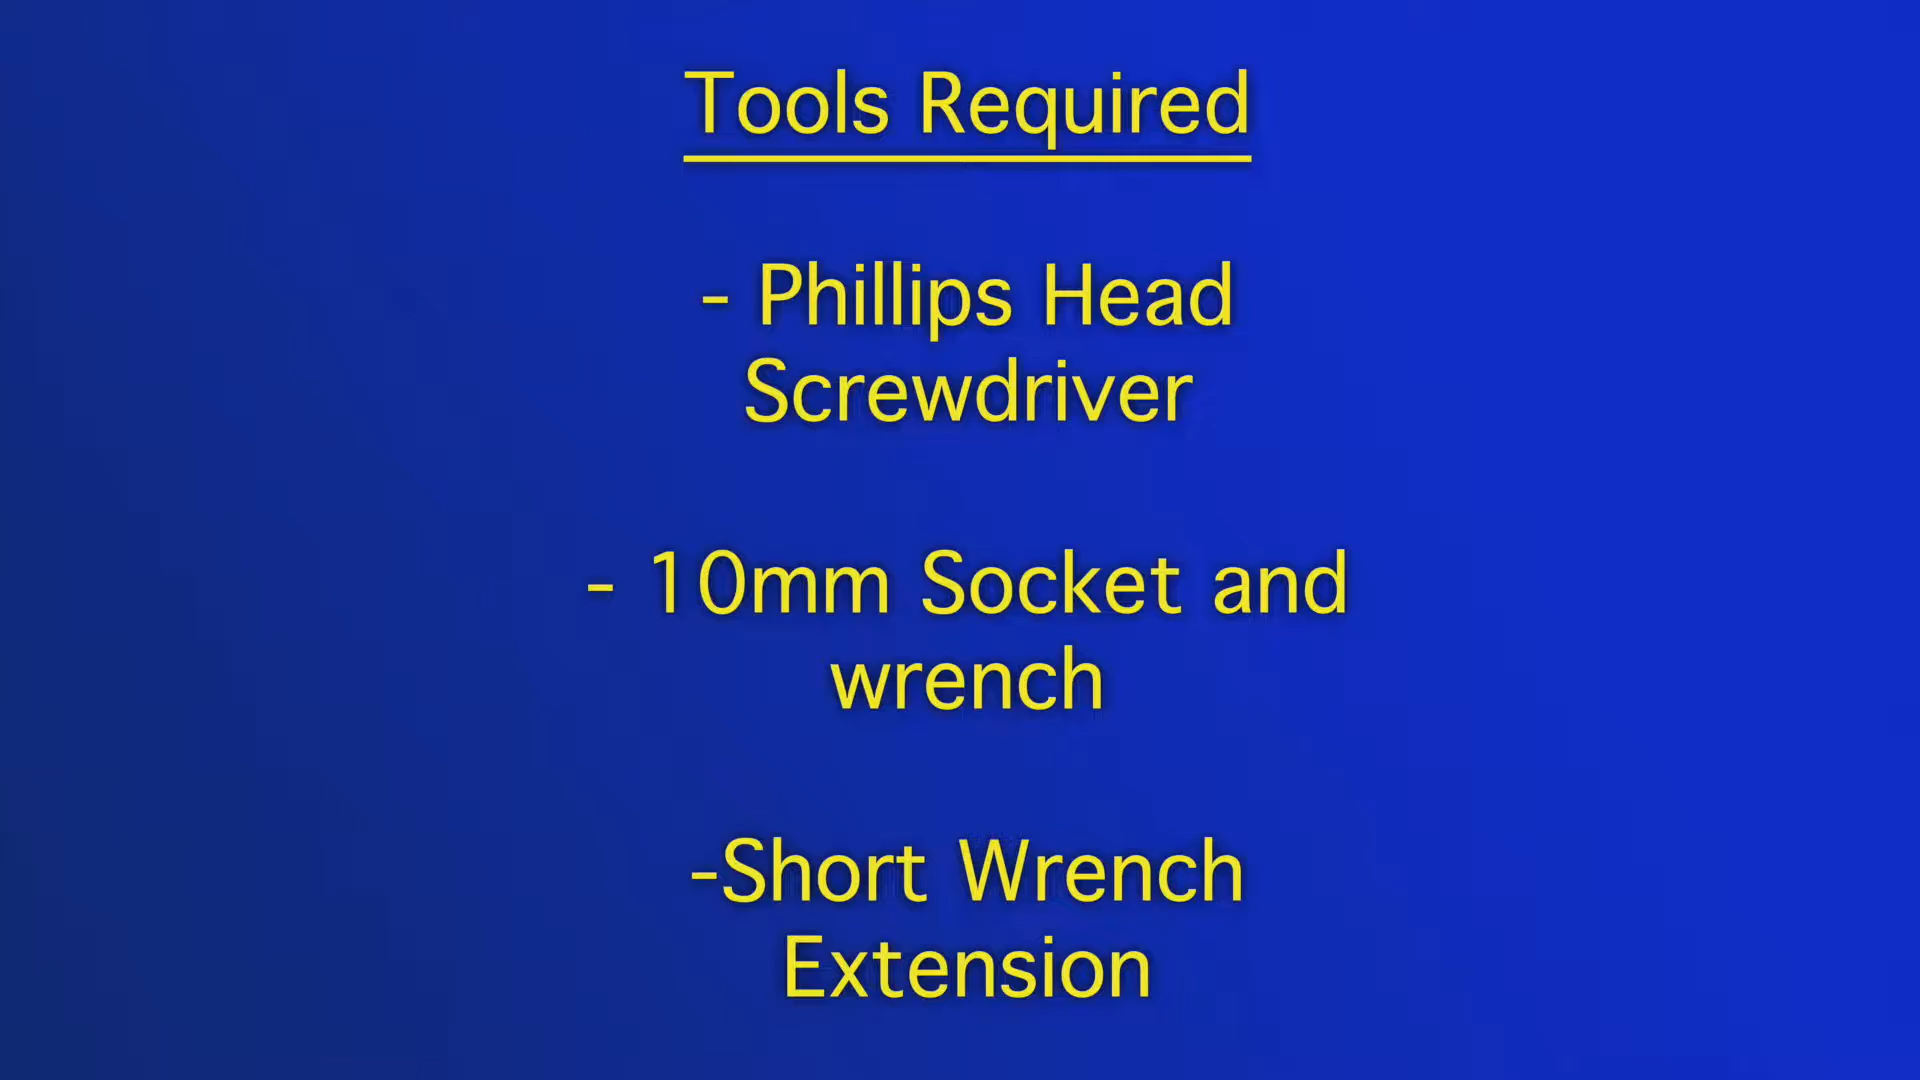 Tools Required
- Phillips Head
Screwdriver
- 10mm Socket and
wrench
-Short Wrench
Extension